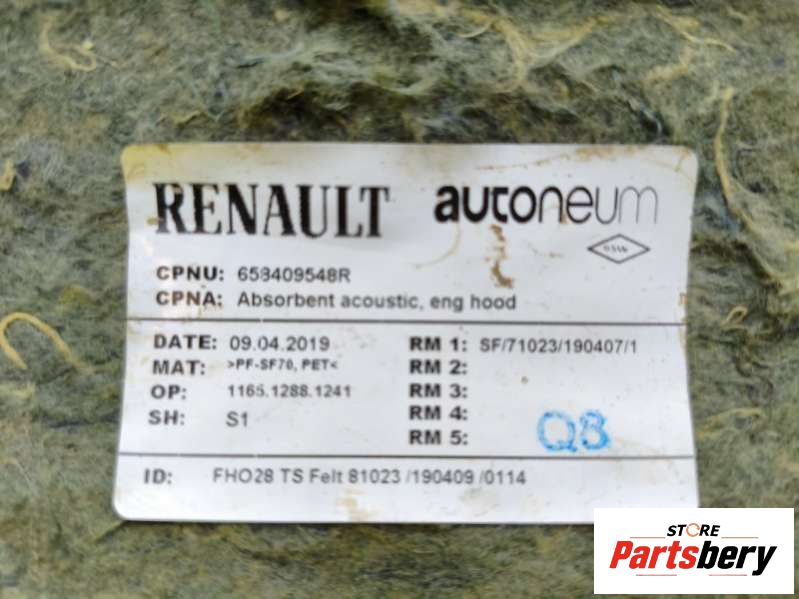 RENAULT autoneum
CPNU: 658409548R
CPNA: Absorbent acoustic, eng hood
DATE: 09.04.2019
MAT: >PF-SF70, PET<
OP: 1165.1288.1241
SH: S1
RM 1: SF/71023/190407/1
RM 2:
RM 3:
RM 4:
RM 5:
Q8
ID: FHO28 TS Felt 81023 /190409 /0114
STORE
Partsbery